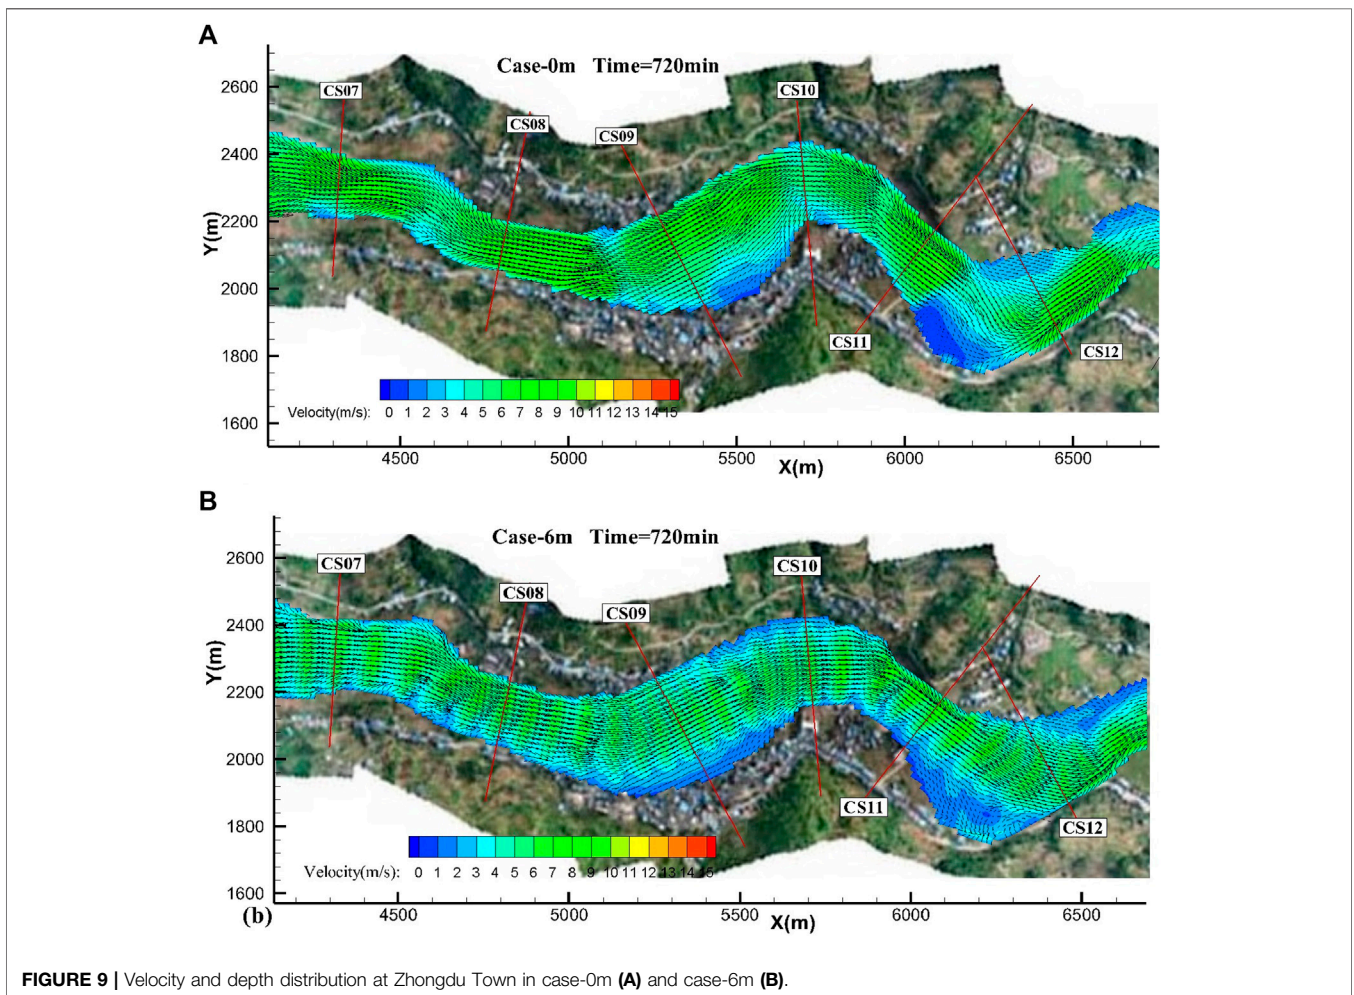 A
Case-0m Time=720min
2600
CS07
CS10
CS08
CS09
2400
2200
Y(m)
2000
CS11
CS12
1800
Velocity(m/s): 0 1 2 3 4 5 6 7 8 9 10 11 12 13 14 15
1600
4500 5000 5500 6000 6500
X(m)
B
Case-6m Time=720min
2600
CS07
CS10
CS08
CS09
2400
Y(m)
2200
2000
CS11
CS12
1800
Velocity(m/s): 0 1 2 3 4 5 6 7 8 9 10 11 12 13 14 15
1600
(b)
4500 5000 5500 6000 6500
X(m)
FIGURE 9 | Velocity and depth distribution at Zhongdu Town in case-0m (A) and case-6m (B).